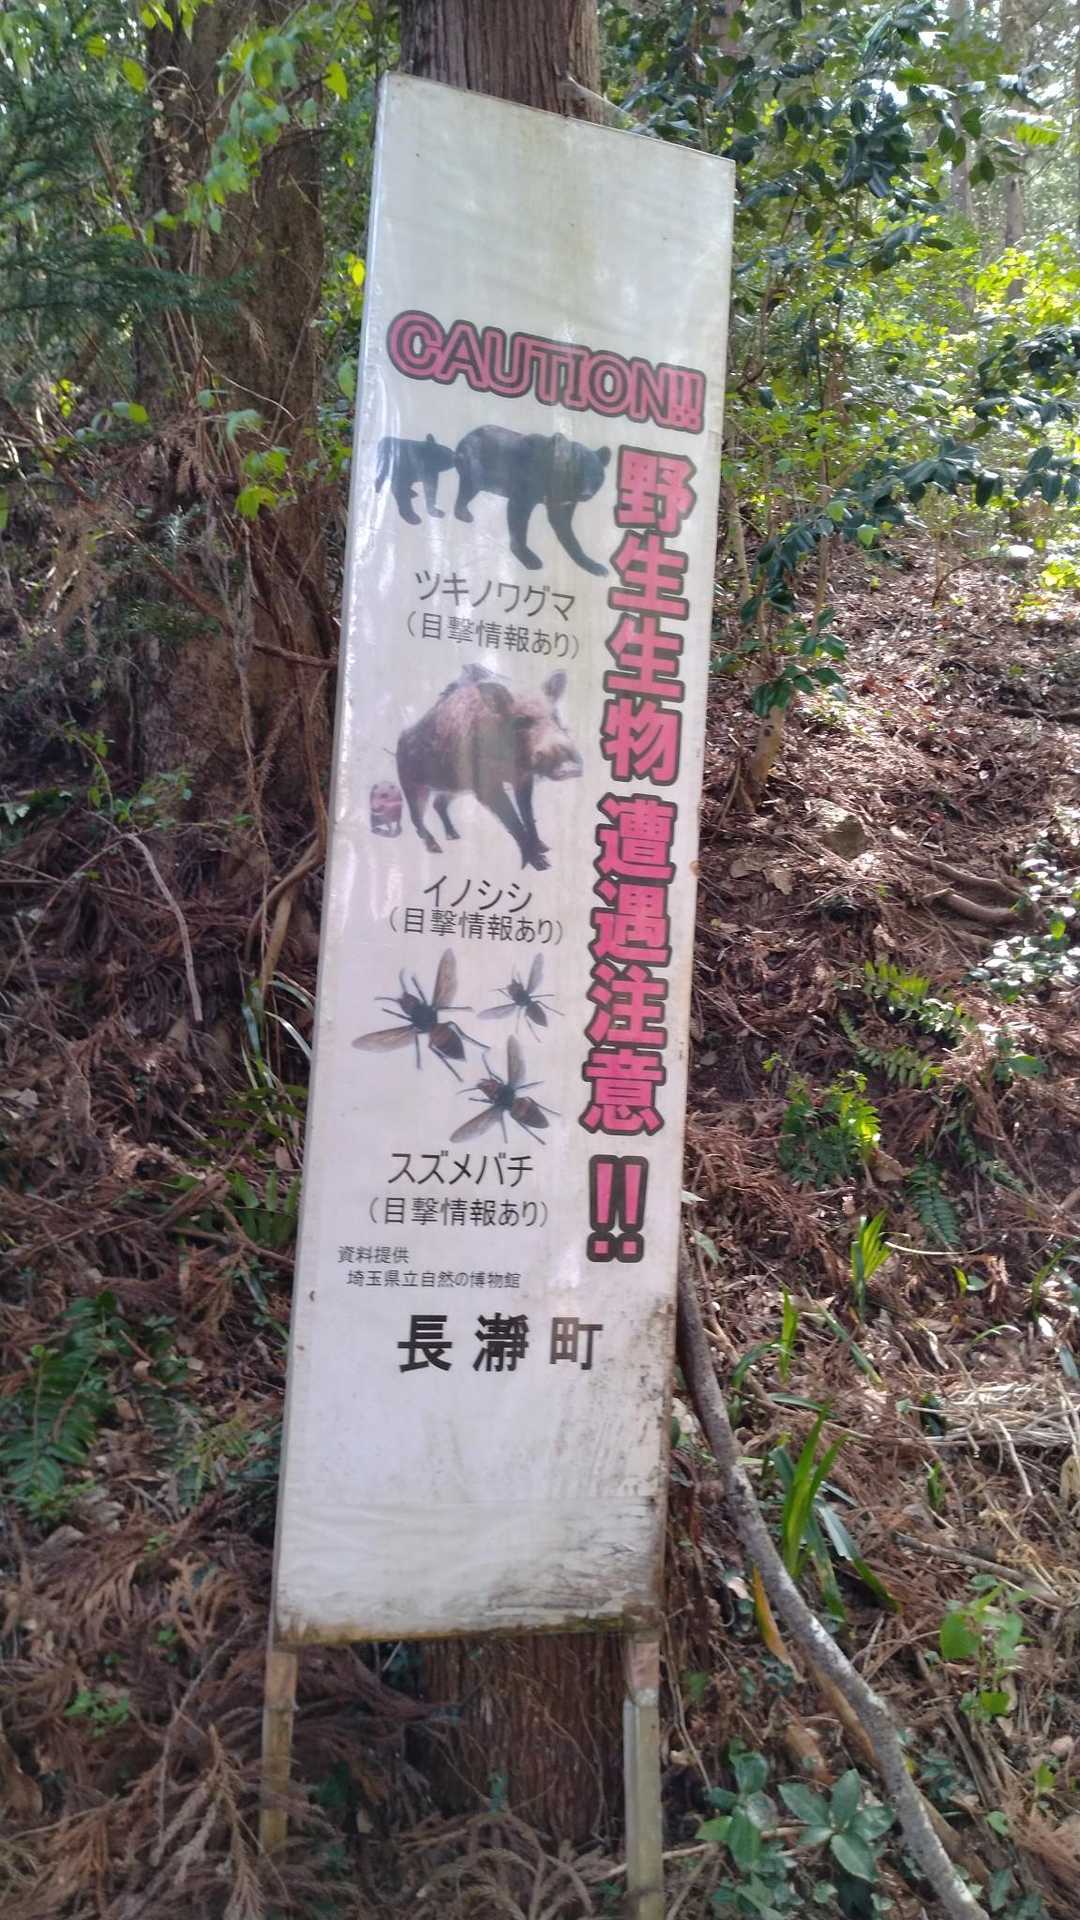 CAUTION!!
野生生物 遭遇注意 !!
ツキノワグマ
（目撃情報あり）
イノシシ
（目撃情報あり）
スズメバチ
（目撃情報あり）
資料提供
埼玉県立自然の博物館
長瀞町